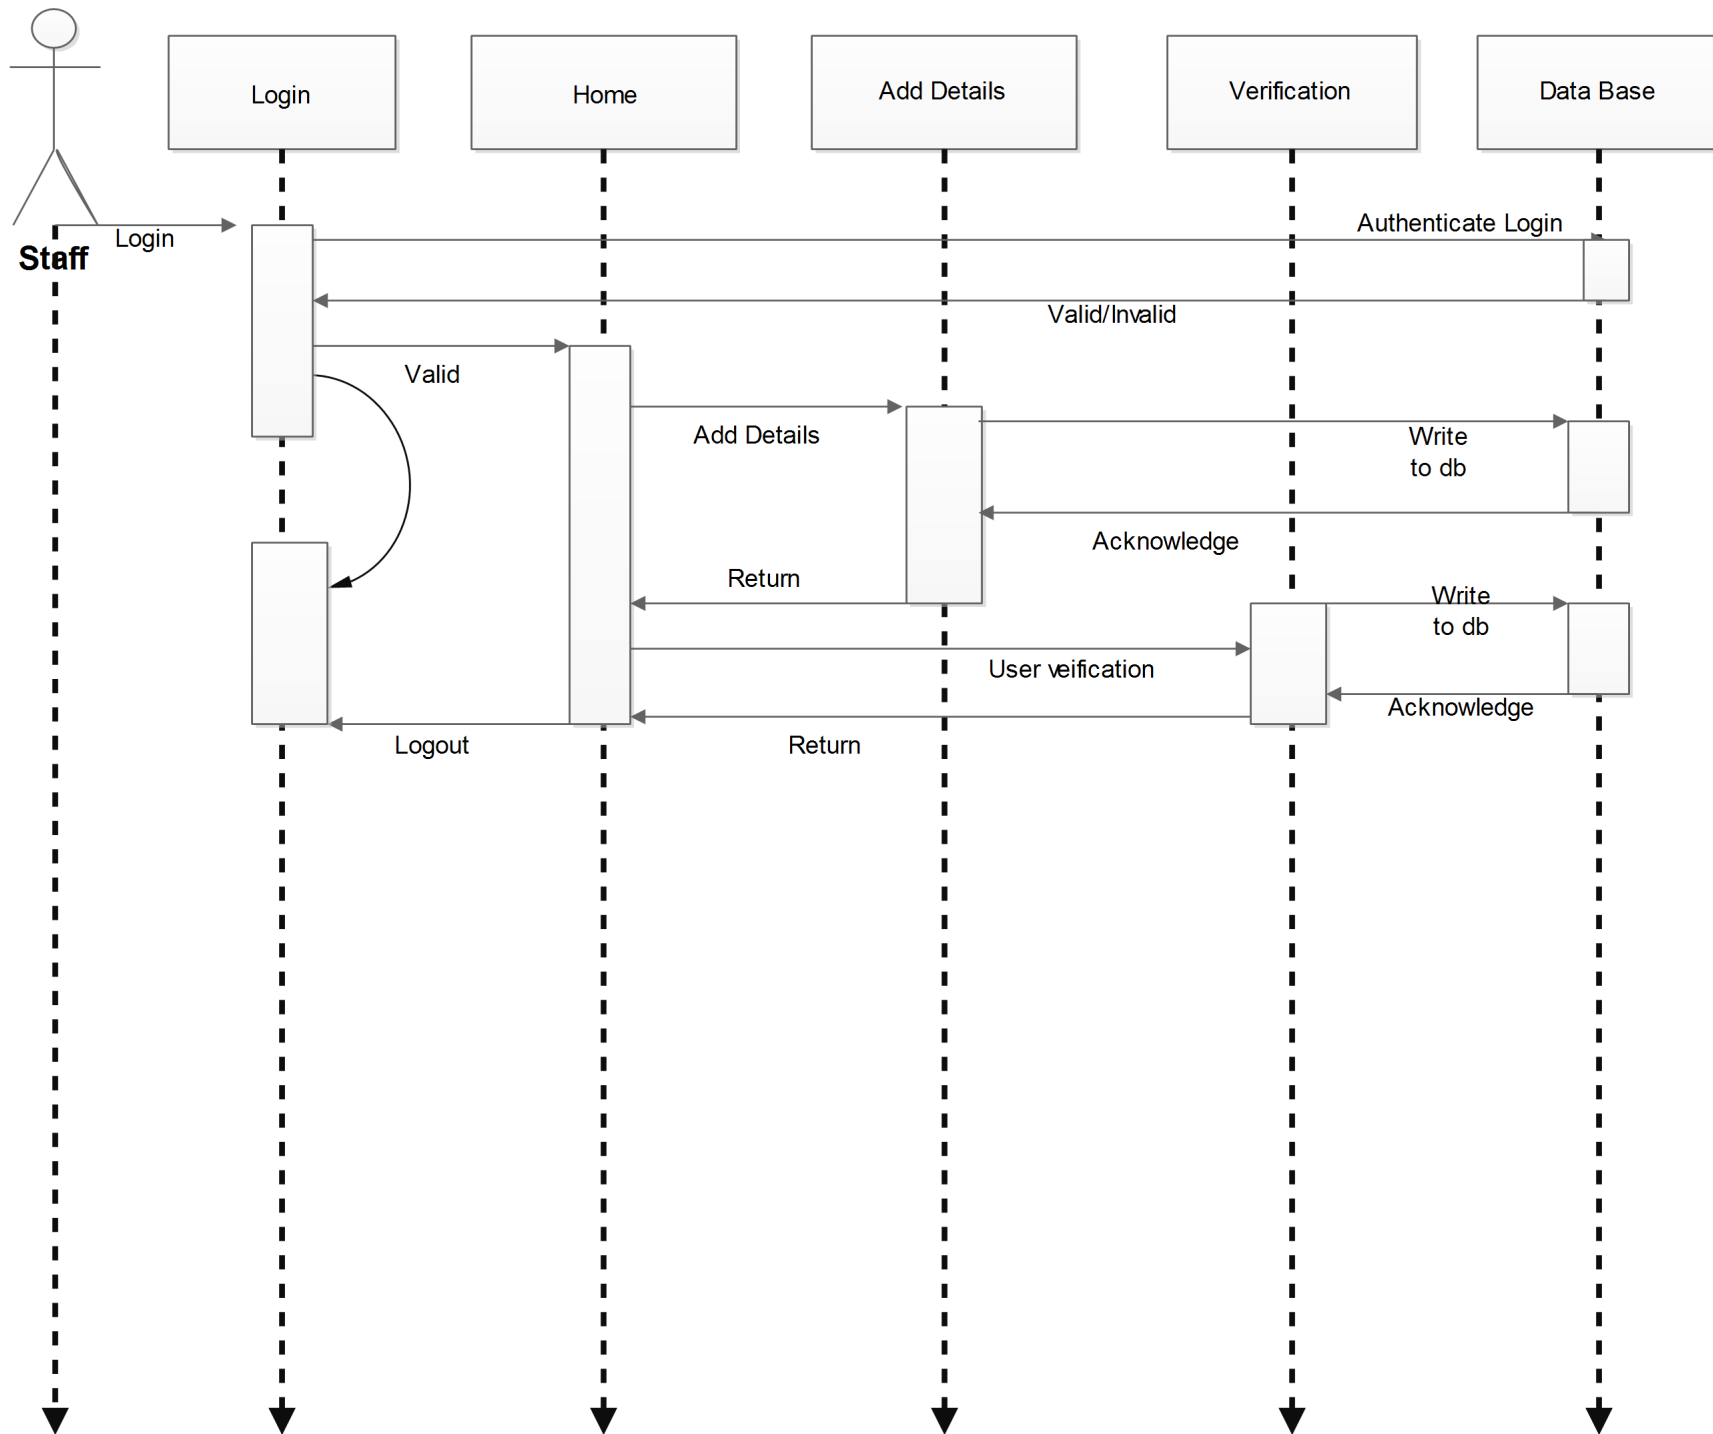 Login
Home
Add Details
Verification
Data Base
Staff
Login
Authenticate Login
Valid/Invalid
Valid
Add Details
Write
to db
Acknowledge
Return
Write
to db
User veification
Acknowledge
Logout
Return